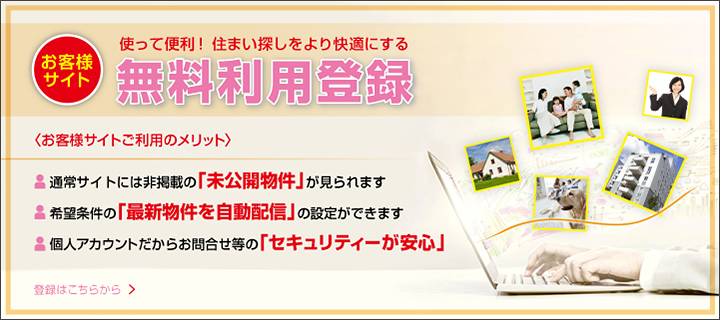 お客様
サイト
使って便利！ 住まい探しをより快適にする
無料利用登録
〈お客様サイトご利用のメリット〉
通常サイトには非掲載の「未公開物件」が見られます
希望条件の「最新物件を自動配信」の設定ができます
個人アカウントだからお問合せ等の「セキュリティーが安心」
登録はこちらから